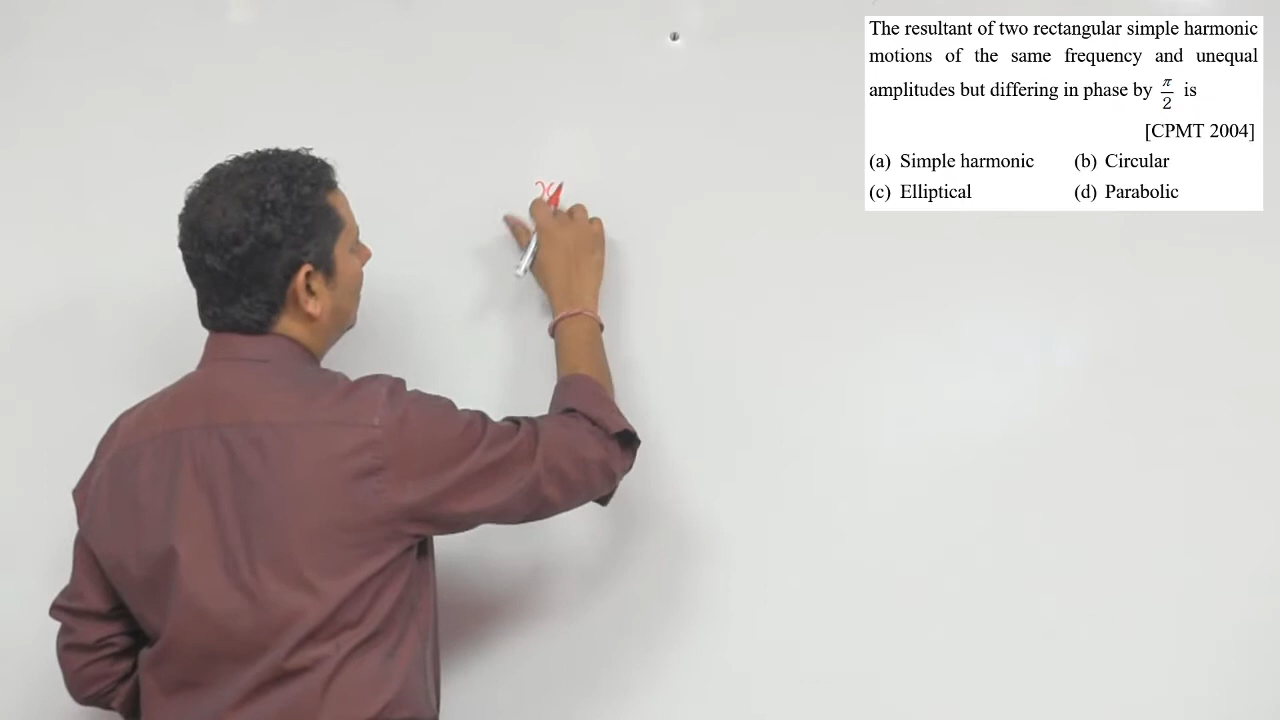 The resultant of two rectangular simple harmonic
motions of the same frequency and unequal
amplitudes but differing in phase by π/2 is
[CPMT 2004]
(a) Simple harmonic (b) Circular
(c) Elliptical (d) Parabolic
x